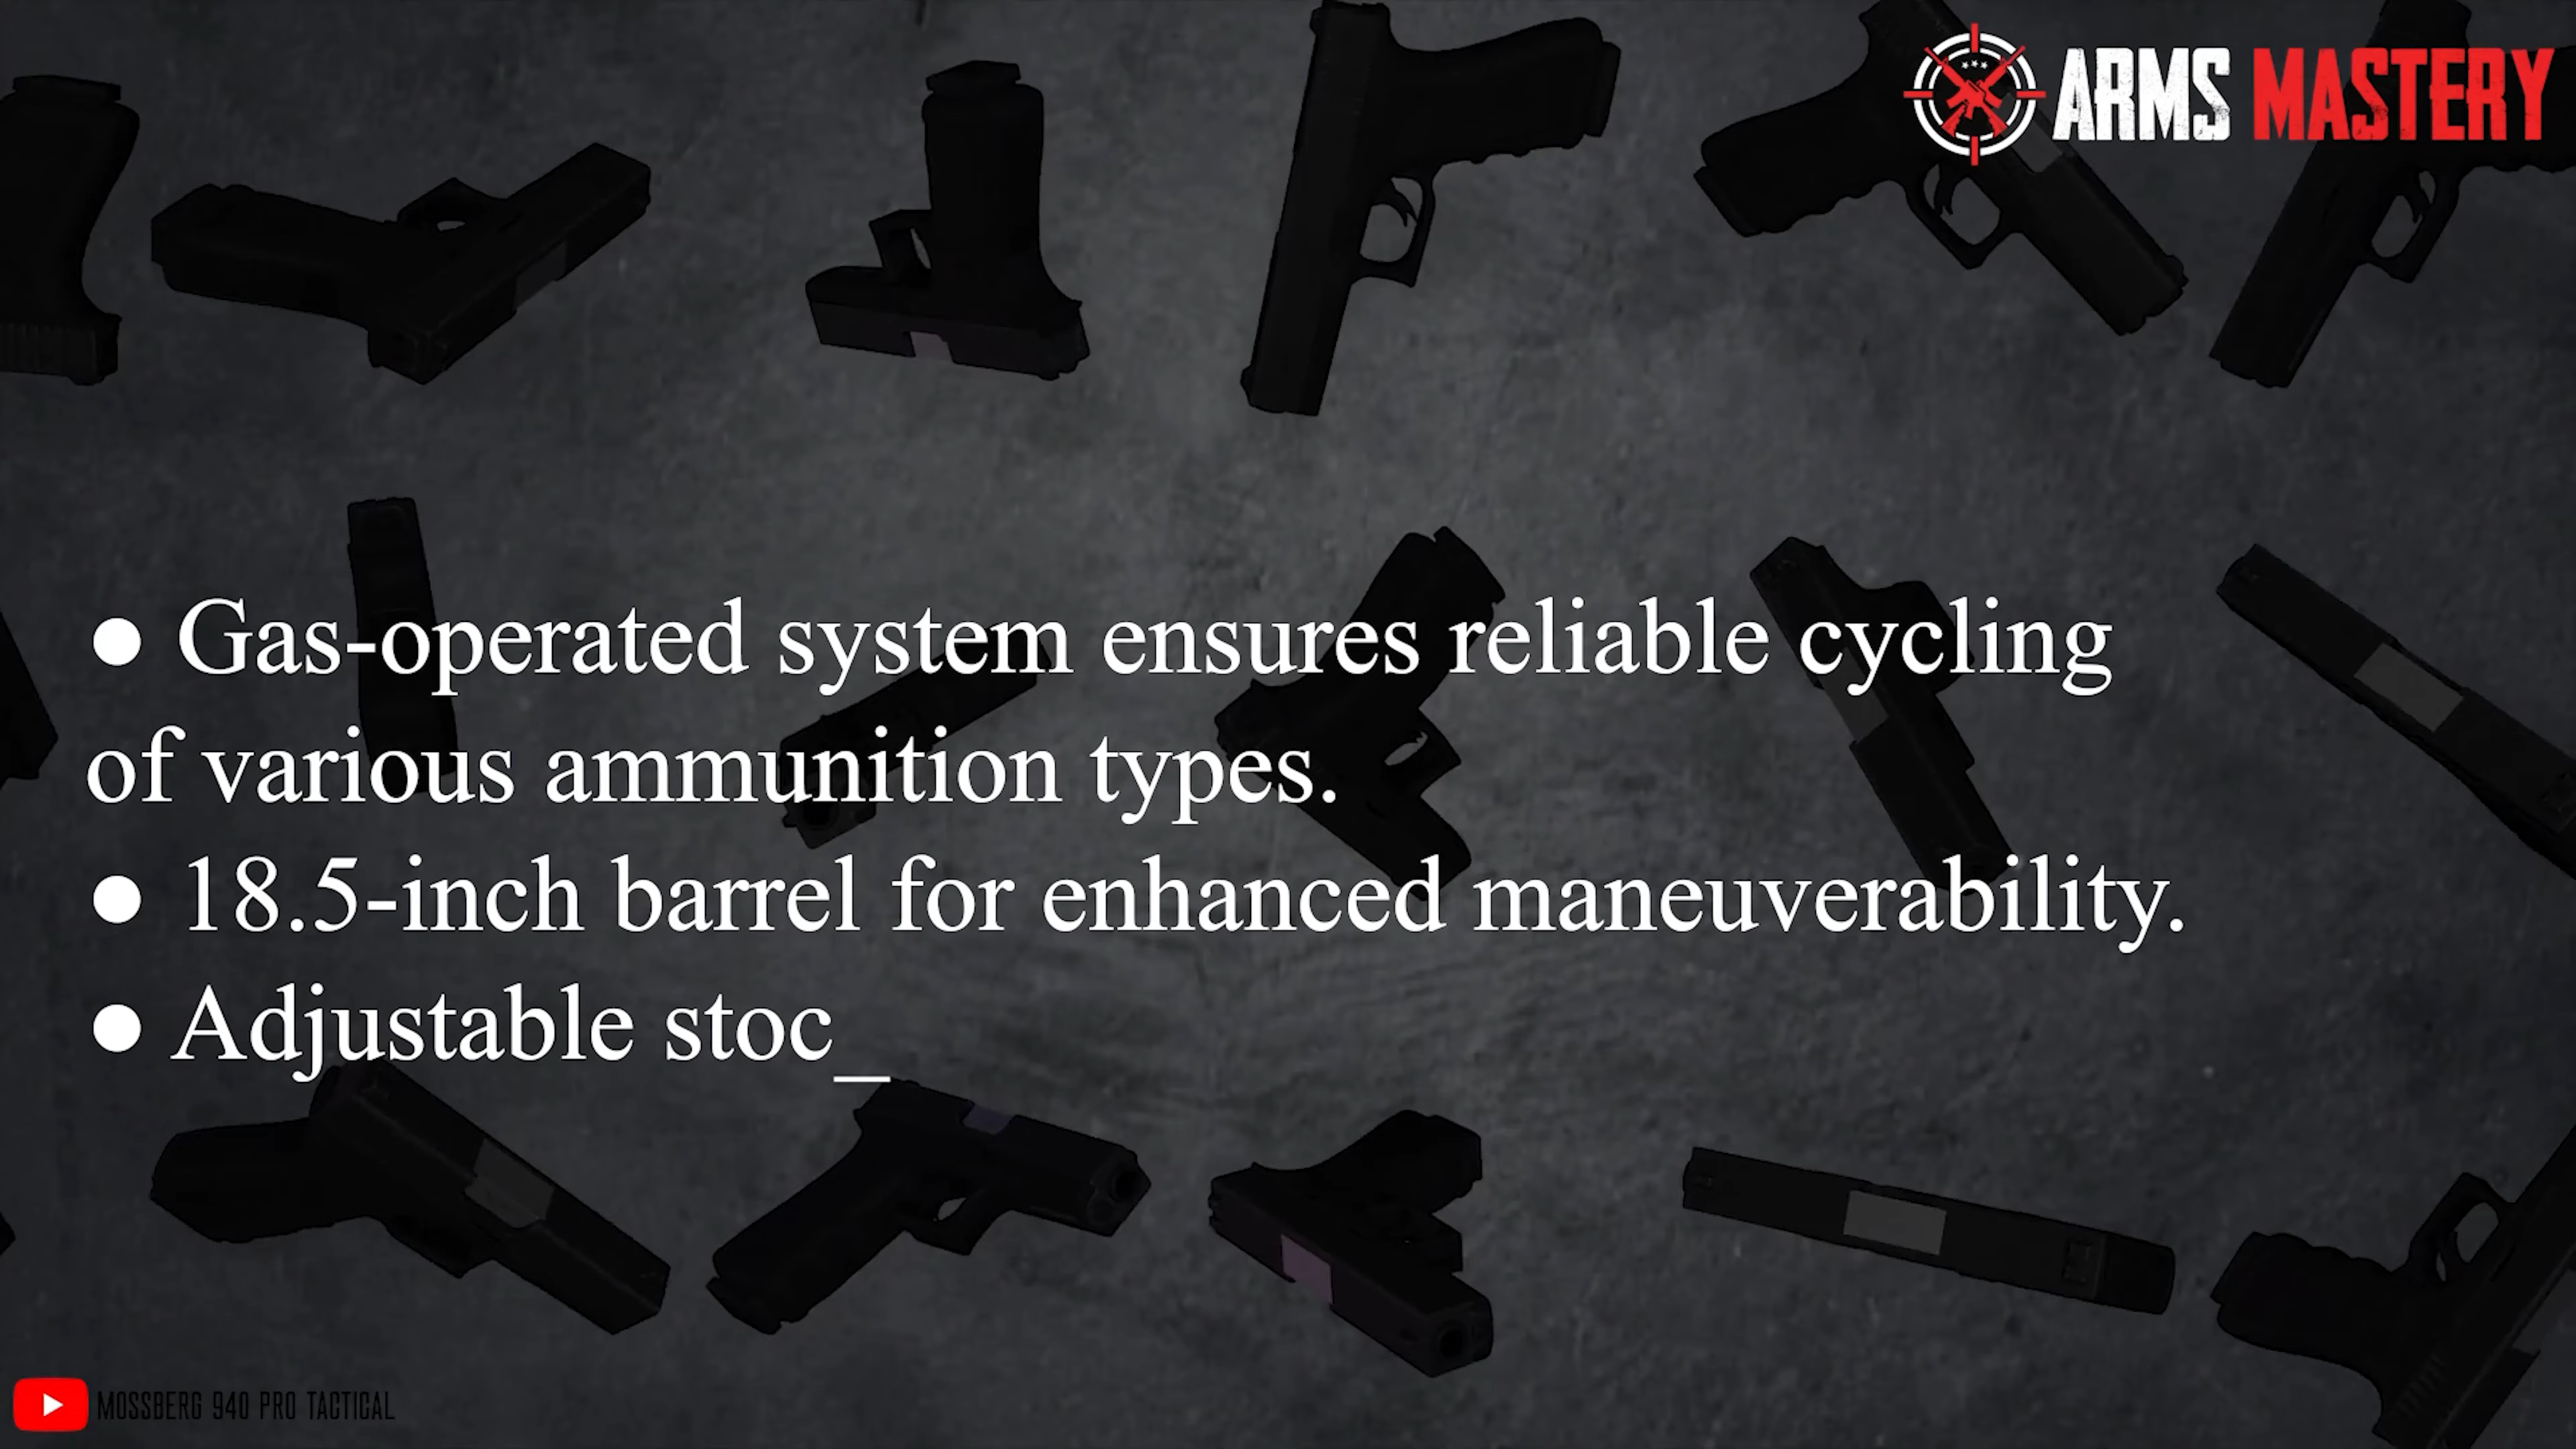 ARMS MASTERY
● Gas-operated system ensures reliable cycling
of various ammunition types.
● 18.5-inch barrel for enhanced maneuverability.
● Adjustable stoc_
MOSSBERG 940 PRO TACTICAL